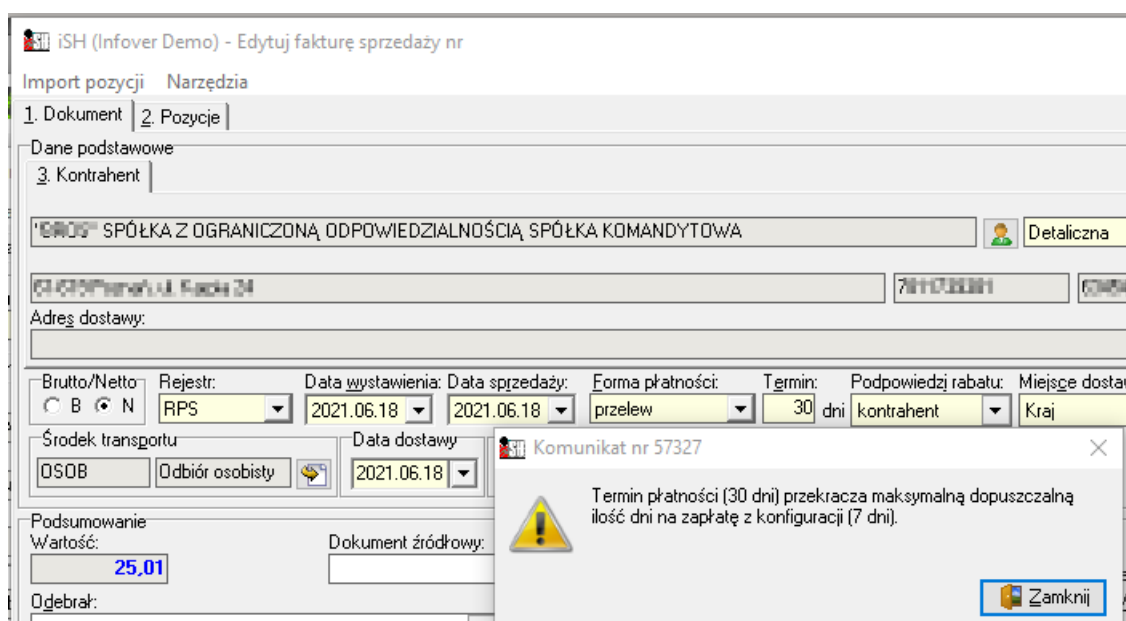 iSH (Infover Demo) - Edytuj fakturę sprzedaży nr
Import pozycji Narzędzia
1. Dokument 2. Pozycje
Dane podstawowe
3. Kontrahent
SPÓŁKA Z OGRANICZONĄ ODPOWIEDZIALNOŚCIĄ SPÓŁKA KOMANDYTOWA Detaliczna
Adres dostawy:
Brutto/Netto Rejestr: Data wystawienia: Data sprzedaży: Forma płatności: Termin: Podpowiedz rabatu: Miejsce dosta
B N RPS 2021.06.18 2021.06.18 przelew 30 dni kontrahent Kraj
Środek transportu Data dostawy
OSOB Odbiór osobisty 2021.06.18
Komunikat nr 57327
Termin płatności (30 dni) przekracza maksymalną dopuszczalną
ilość dni na zapłatę z konfiguracji (7 dni).
Zamknij
Podsumowanie
Wartość: Dokument źródłowy:
25,01
Odebrał: